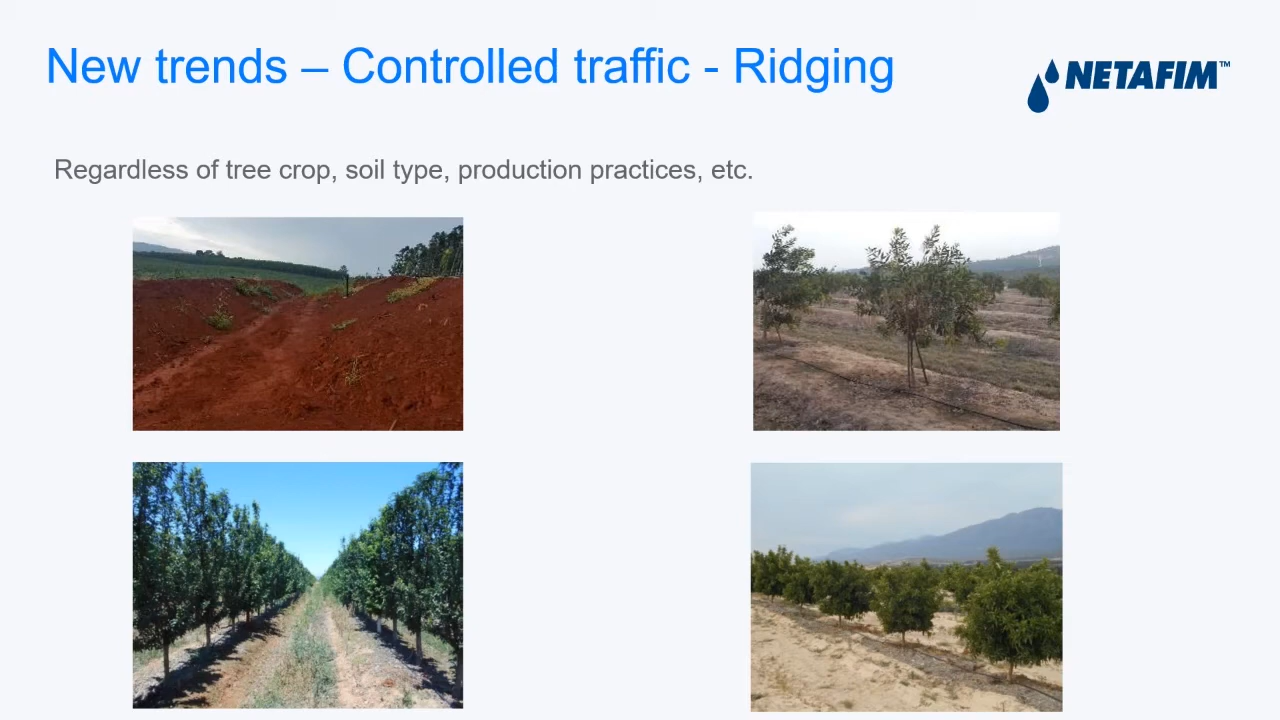 New trends – Controlled traffic - Ridging
NETAFIM™
Regardless of tree crop, soil type, production practices, etc.